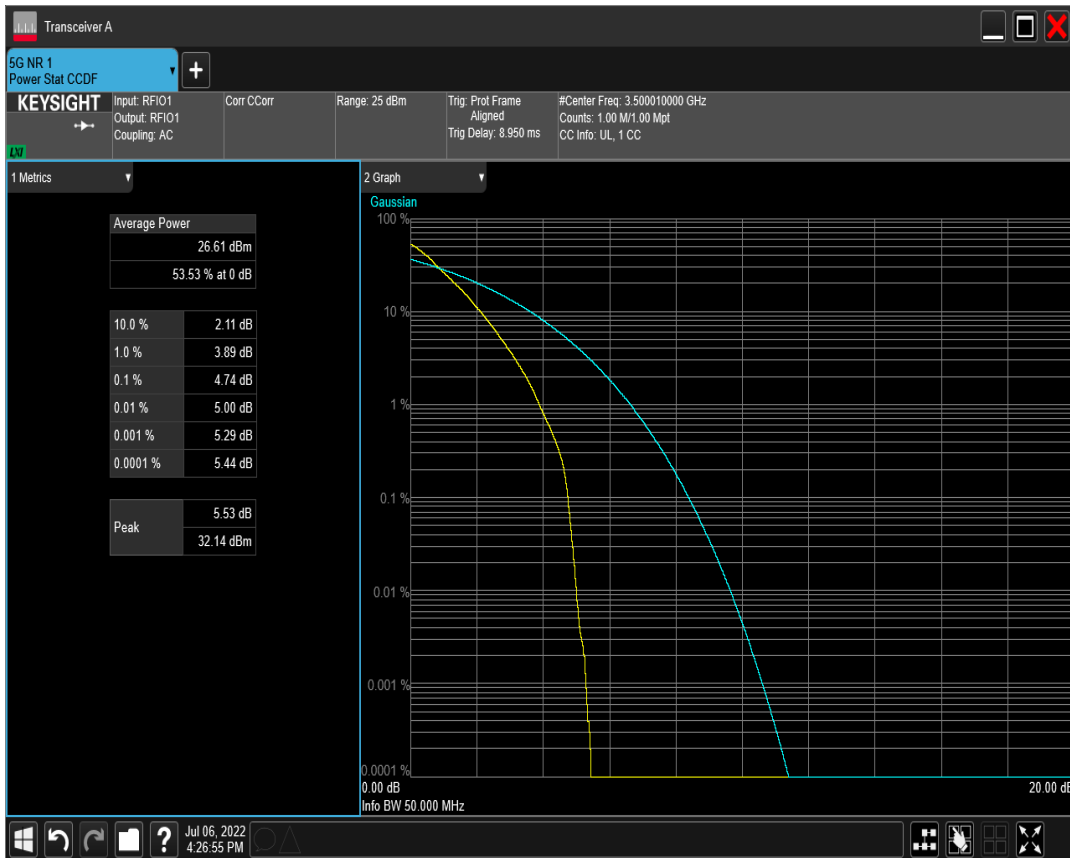 Transceiver A
5G NR 1
Power Stat CCDF
+
KEYSIGHT
LXI
Input: RFIO1
Output: RFIO1
Coupling: AC
Corr CCorr
Range: 25 dBm
Trig: Prot Frame
Aligned
Trig Delay: 8.950 ms
#Center Freq: 3.500010000 GHz
Counts: 1.00 M/1.00 Mpt
CC Info: UL, 1 CC
1 Metrics
Average Power
26.61 dBm
53.53 % at 0 dB
10.0 % 2.11 dB
1.0 % 3.89 dB
0.1 % 4.74 dB
0.01 % 5.00 dB
0.001 % 5.29 dB
0.0001 % 5.44 dB
Peak
5.53 dB
32.14 dBm
2 Graph
Gaussian
100 %
10 %
1 %
0.1 %
0.01 %
0.001 %
0.0001 %
0.00 dB 20.00 dB
Info BW 50.000 MHz
?
Jul 06, 2022
4:26:55 PM